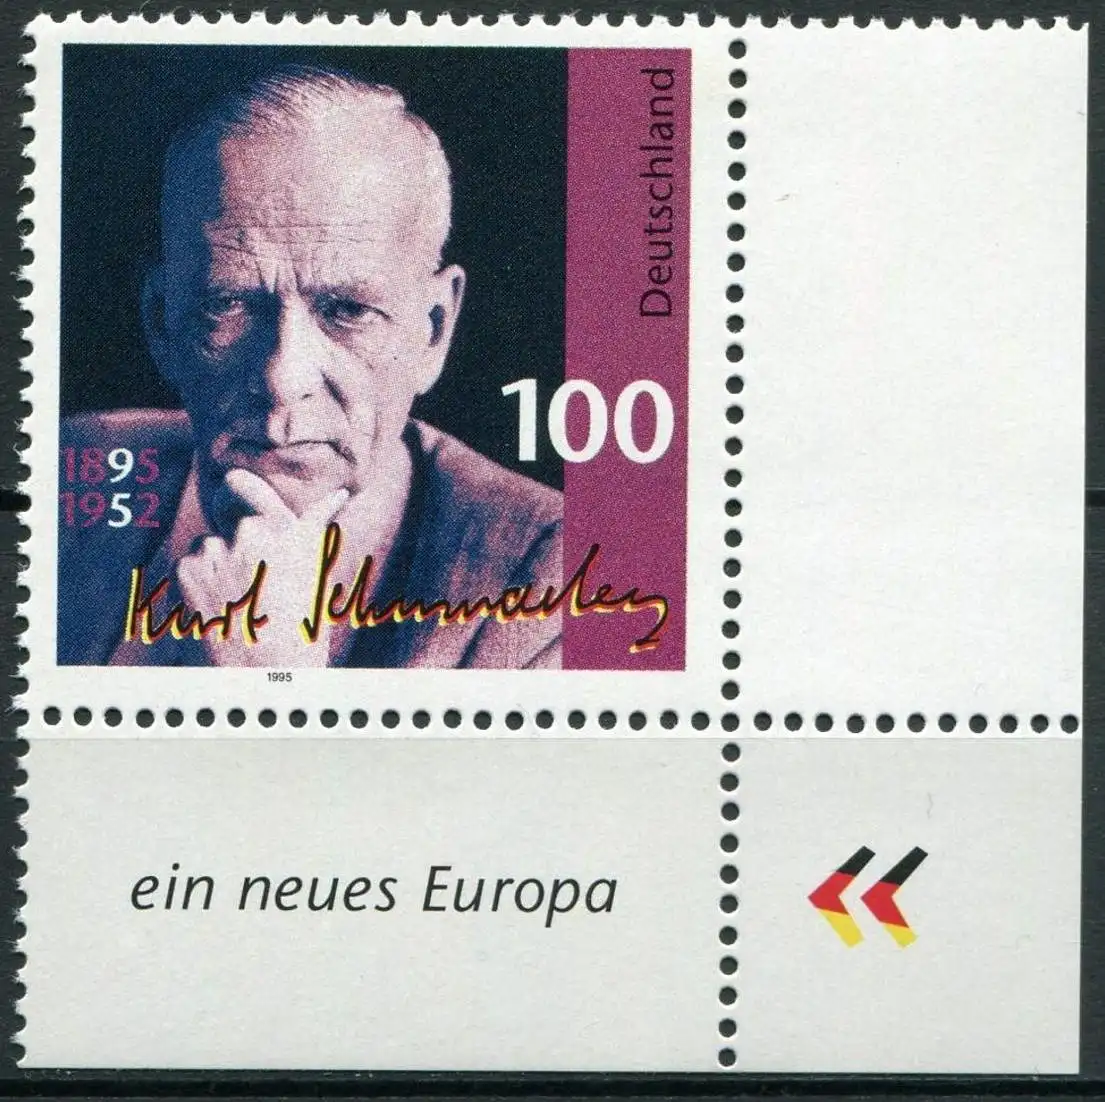 Deutschland
100
1895
1952
Kurt Schumacher
1995
ein neues Europa
«